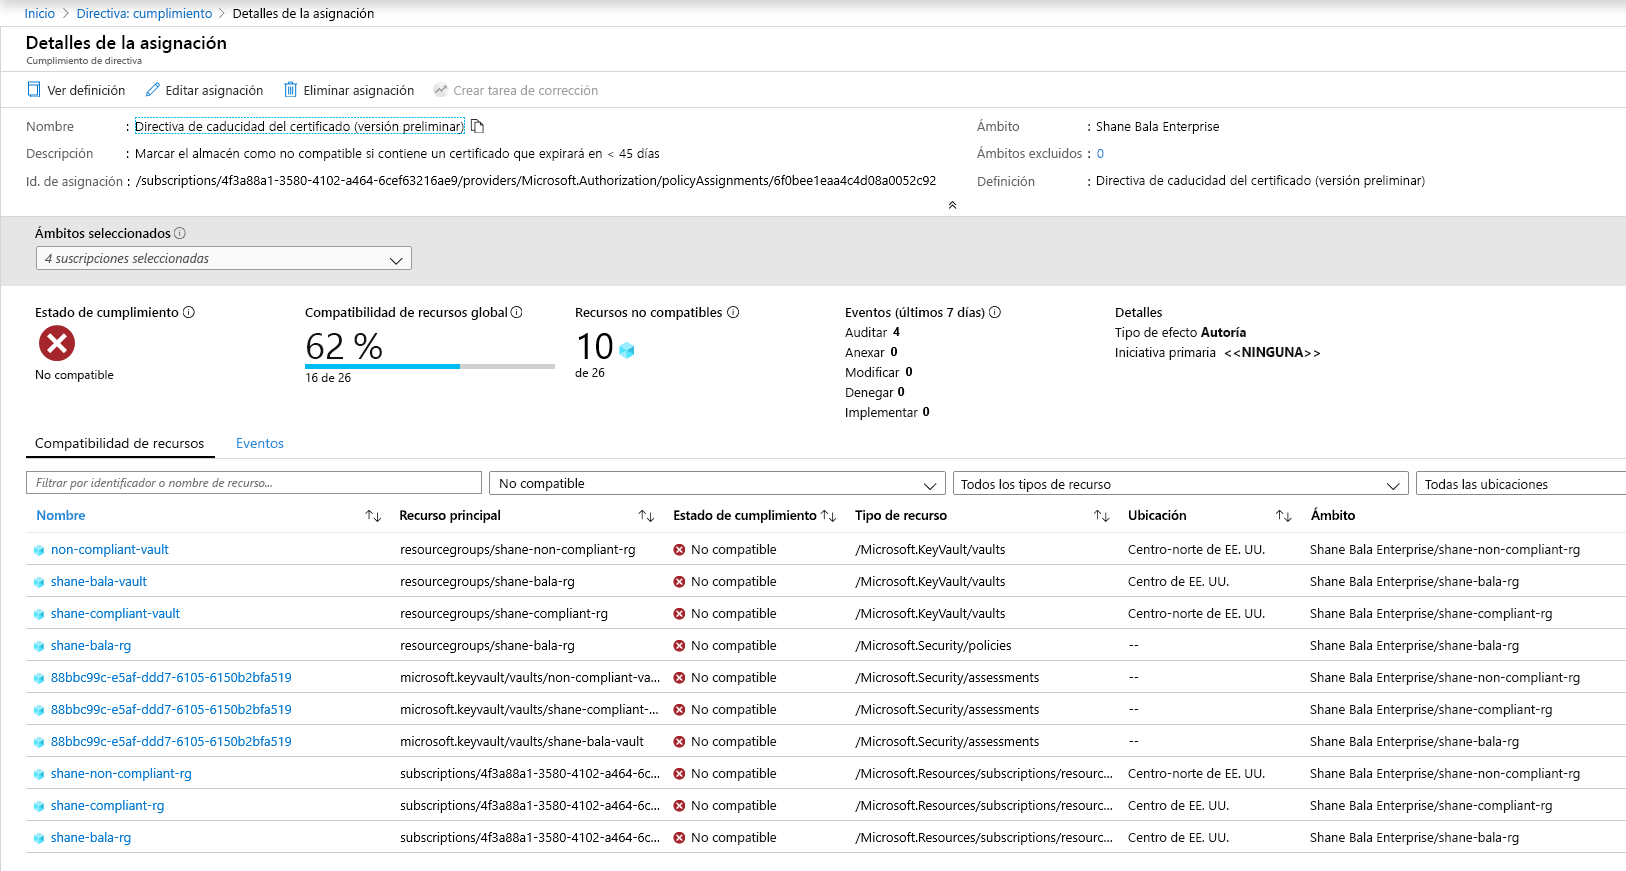 Inicio > Directiva: cumplimiento > Detalles de la asignación
Detalles de la asignación
Cumplimiento de directiva
Ver definición Editar asignación Eliminar asignación Crear tarea de corrección
Nombre : Directiva de caducidad del certificado (versión preliminar) Ámbito : Shane Bala Enterprise
Descripción : Marcar el almacén como no compatible si contiene un certificado que expirará en < 45 días Ámbitos excluidos : 0
Id. de asignación : /subscriptions/4f3a88a1-3580-4102-a464-6cef63216ae9/providers/Microsoft.Authorization/policyAssignments/6f0bee1eaa4c4d08a0052c92 Definición : Directiva de caducidad del certificado (versión preliminar)
Ámbitos seleccionados
4 suscripciones seleccionadas
Estado de cumplimiento
No compatible
Compatibilidad de recursos global
62 %
16 de 26
Recursos no compatibles
10
de 26
Eventos (últimos 7 días)
Auditar 4
Anexar 0
Modificar 0
Denegar 0
Implementar 0
Detalles
Tipo de efecto Autoría
Iniciativa primaria <<NINGUNA>>
Compatibilidad de recursos Eventos
Filtrar por identificador o nombre de recurso... No compatible Todos los tipos de recurso Todas las ubicaciones
Nombre Recurso principal Estado de cumplimiento Tipo de recurso Ubicación Ámbito
non-compliant-vault resourcegroups/shane-non-compliant-rg No compatible /Microsoft.KeyVault/vaults Centro-norte de EE. UU. Shane Bala Enterprise/shane-non-compliant-rg
shane-bala-vault resourcegroups/shane-bala-rg No compatible /Microsoft.KeyVault/vaults Centro de EE. UU. Shane Bala Enterprise/shane-bala-rg
shane-compliant-vault resourcegroups/shane-compliant-rg No compatible /Microsoft.KeyVault/vaults Centro-norte de EE. UU. Shane Bala Enterprise/shane-compliant-rg
shane-bala-rg resourcegroups/shane-bala-rg No compatible /Microsoft.Security/policies -- Shane Bala Enterprise/shane-bala-rg
88bbc99c-e5af-ddd7-6105-6150b2bfa519 microsoft.keyvault/vaults/non-compliant-va... No compatible /Microsoft.Security/assessments -- Shane Bala Enterprise/shane-non-compliant-rg
88bbc99c-e5af-ddd7-6105-6150b2bfa519 microsoft.keyvault/vaults/shane-compliant-... No compatible /Microsoft.Security/assessments -- Shane Bala Enterprise/shane-compliant-rg
88bbc99c-e5af-ddd7-6105-6150b2bfa519 microsoft.keyvault/vaults/shane-bala-vault No compatible /Microsoft.Security/assessments -- Shane Bala Enterprise/shane-bala-rg
shane-non-compliant-rg subscriptions/4f3a88a1-3580-4102-a464-6c... No compatible /Microsoft.Resources/subscriptions/resourc... Centro-norte de EE. UU. Shane Bala Enterprise/shane-non-compliant-rg
shane-compliant-rg subscriptions/4f3a88a1-3580-4102-a464-6c... No compatible /Microsoft.Resources/subscriptions/resourc... Centro de EE. UU. Shane Bala Enterprise/shane-compliant-rg
shane-bala-rg subscriptions/4f3a88a1-3580-4102-a464-6c... No compatible /Microsoft.Resources/subscriptions/resourc... Centro de EE. UU. Shane Bala Enterprise/shane-bala-rg